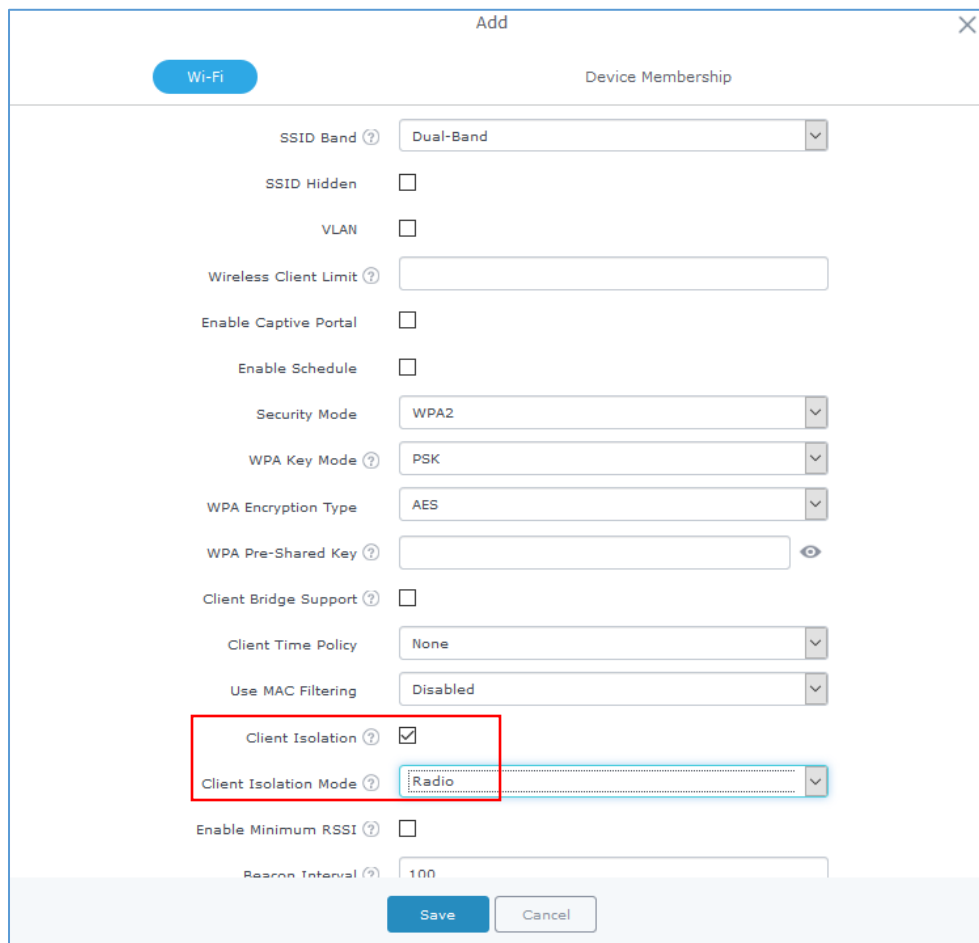 Add
Wi-Fi Device Membership
SSID Band ? Dual-Band
SSID Hidden
VLAN
Wireless Client Limit ?
Enable Captive Portal
Enable Schedule
Security Mode WPA2
WPA Key Mode ? PSK
WPA Encryption Type AES
WPA Pre-Shared Key ?
Client Bridge Support ?
Client Time Policy None
Use MAC Filtering Disabled
Client Isolation ?
Client Isolation Mode ? Radio
Enable Minimum RSSI ?
Beacon Interval ? 100
Save Cancel